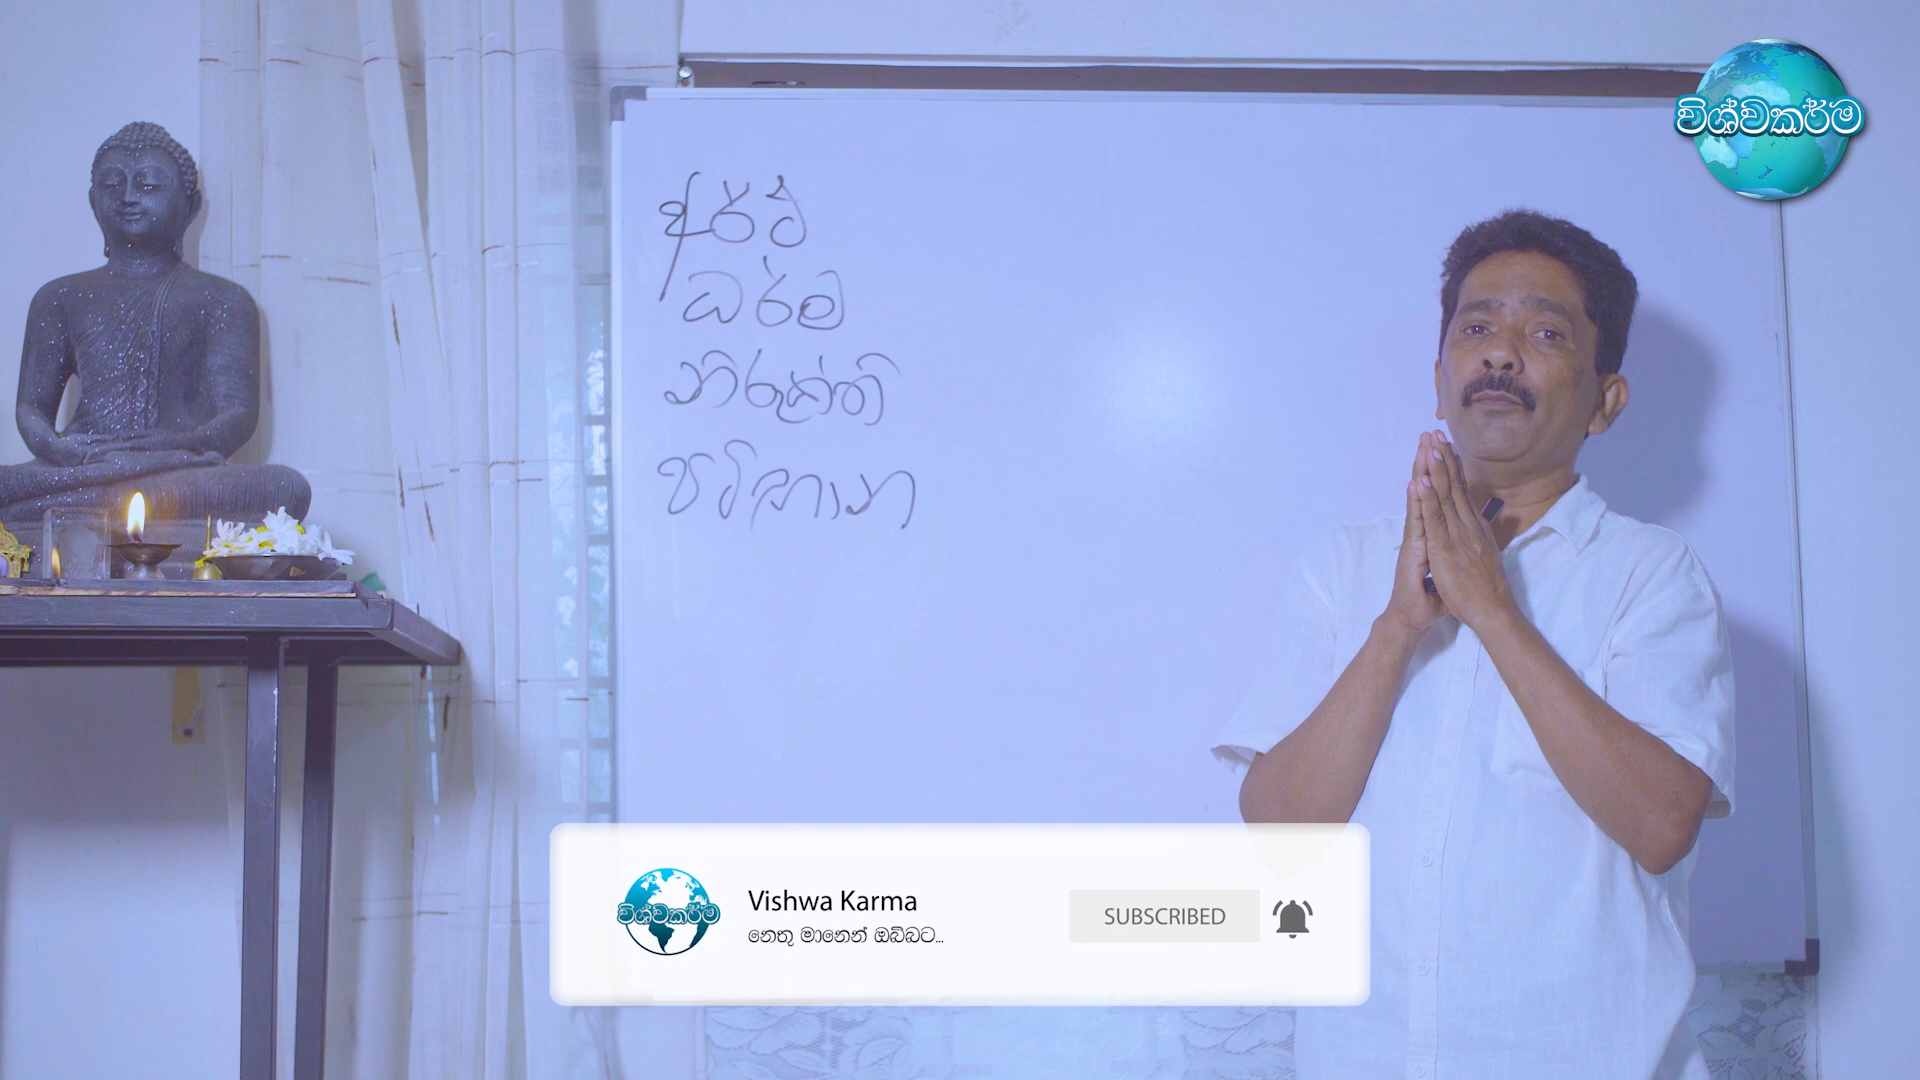 විශ්වකර්ම
අර්ථ
ධර්ම
නිරුක්ති
පටිභාන
විශ්වකර්ම
Vishwa Karma
නෙතු මානෙන් ඔබ්බට...
SUBSCRIBED